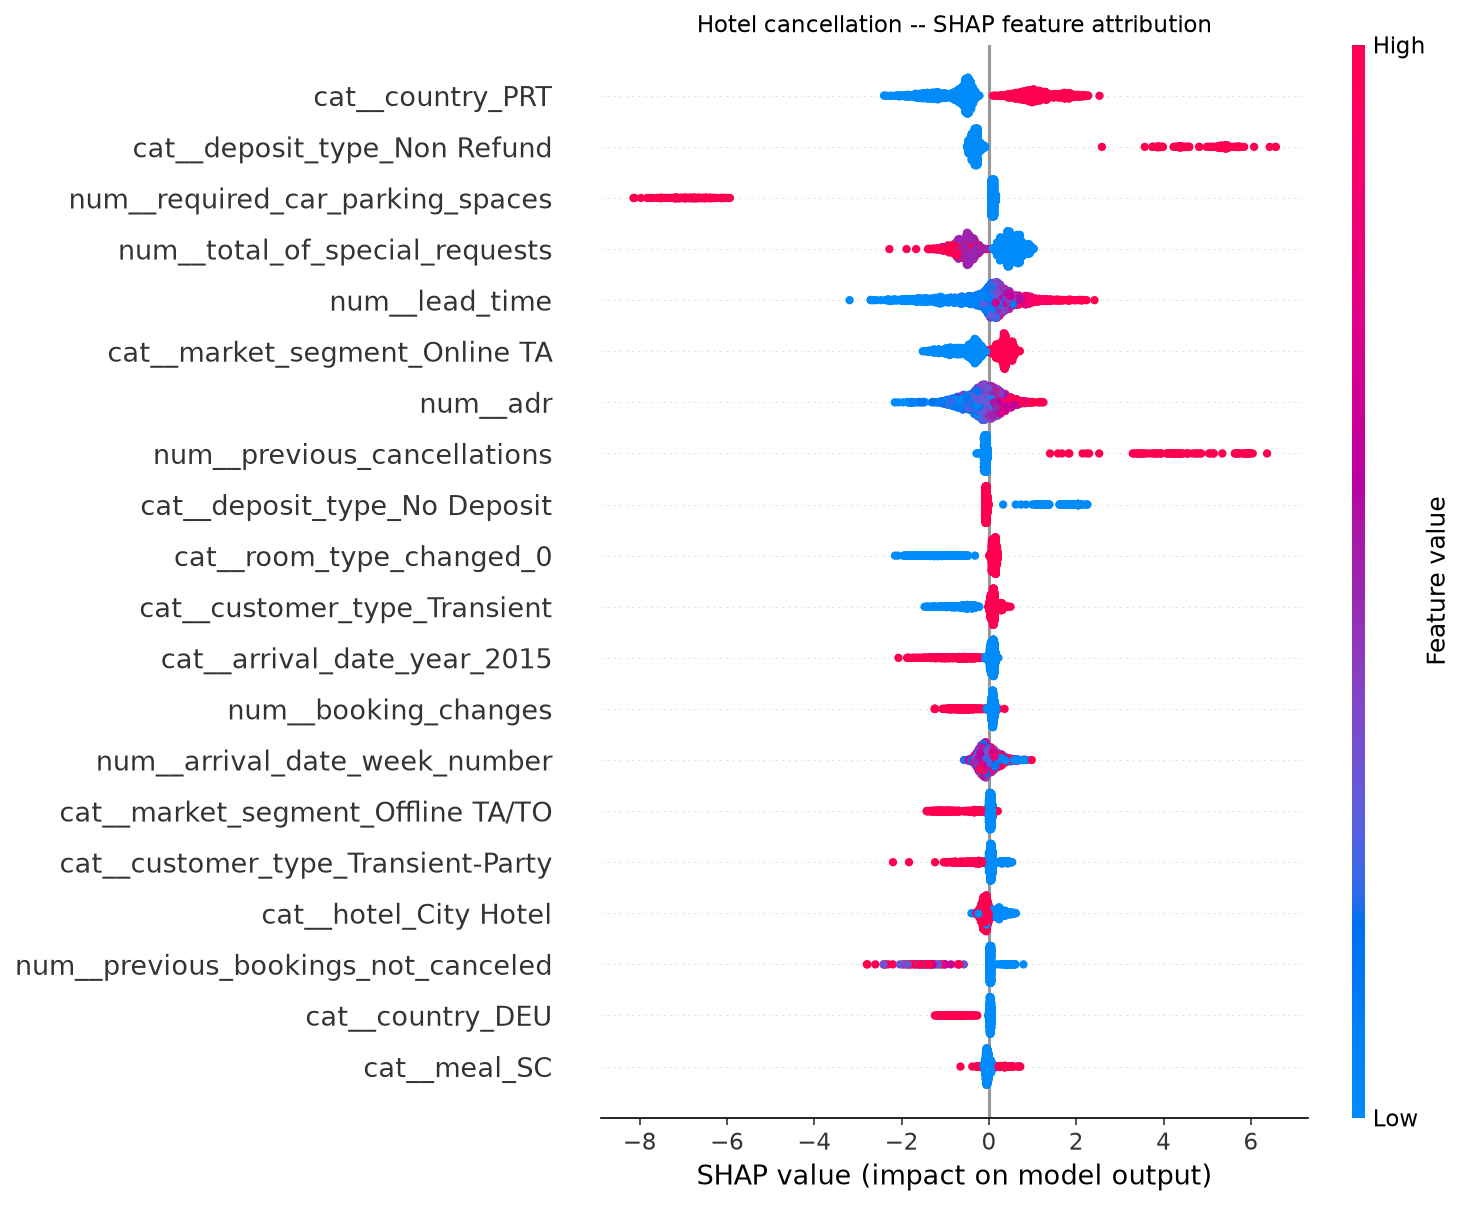 Hotel cancellation -- SHAP feature attribution
High
cat__country_PRT
cat__deposit_type_Non Refund
num__required_car_parking_spaces
num__total_of_special_requests
num__lead_time
cat__market_segment_Online TA
num__adr
num__previous_cancellations
cat__deposit_type_No Deposit
cat__room_type_changed_0
cat__customer_type_Transient
cat__arrival_date_year_2015
num__booking_changes
num__arrival_date_week_number
cat__market_segment_Offline TA/TO
cat__customer_type_Transient-Party
cat__hotel_City Hotel
num__previous_bookings_not_canceled
cat__country_DEU
cat__meal_SC
Feature value
Low
−8 −6 −4 −2 0 2 4 6
SHAP value (impact on model output)